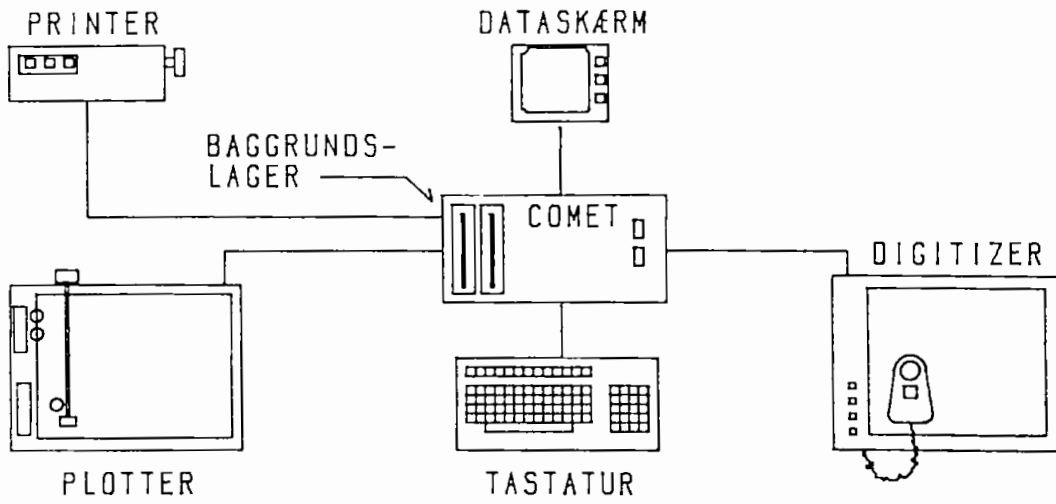 PRINTER
DATASKÆRM
BAGGRUNDS-
LAGER
COMET
DIGITIZER
PLOTTER
TASTATUR